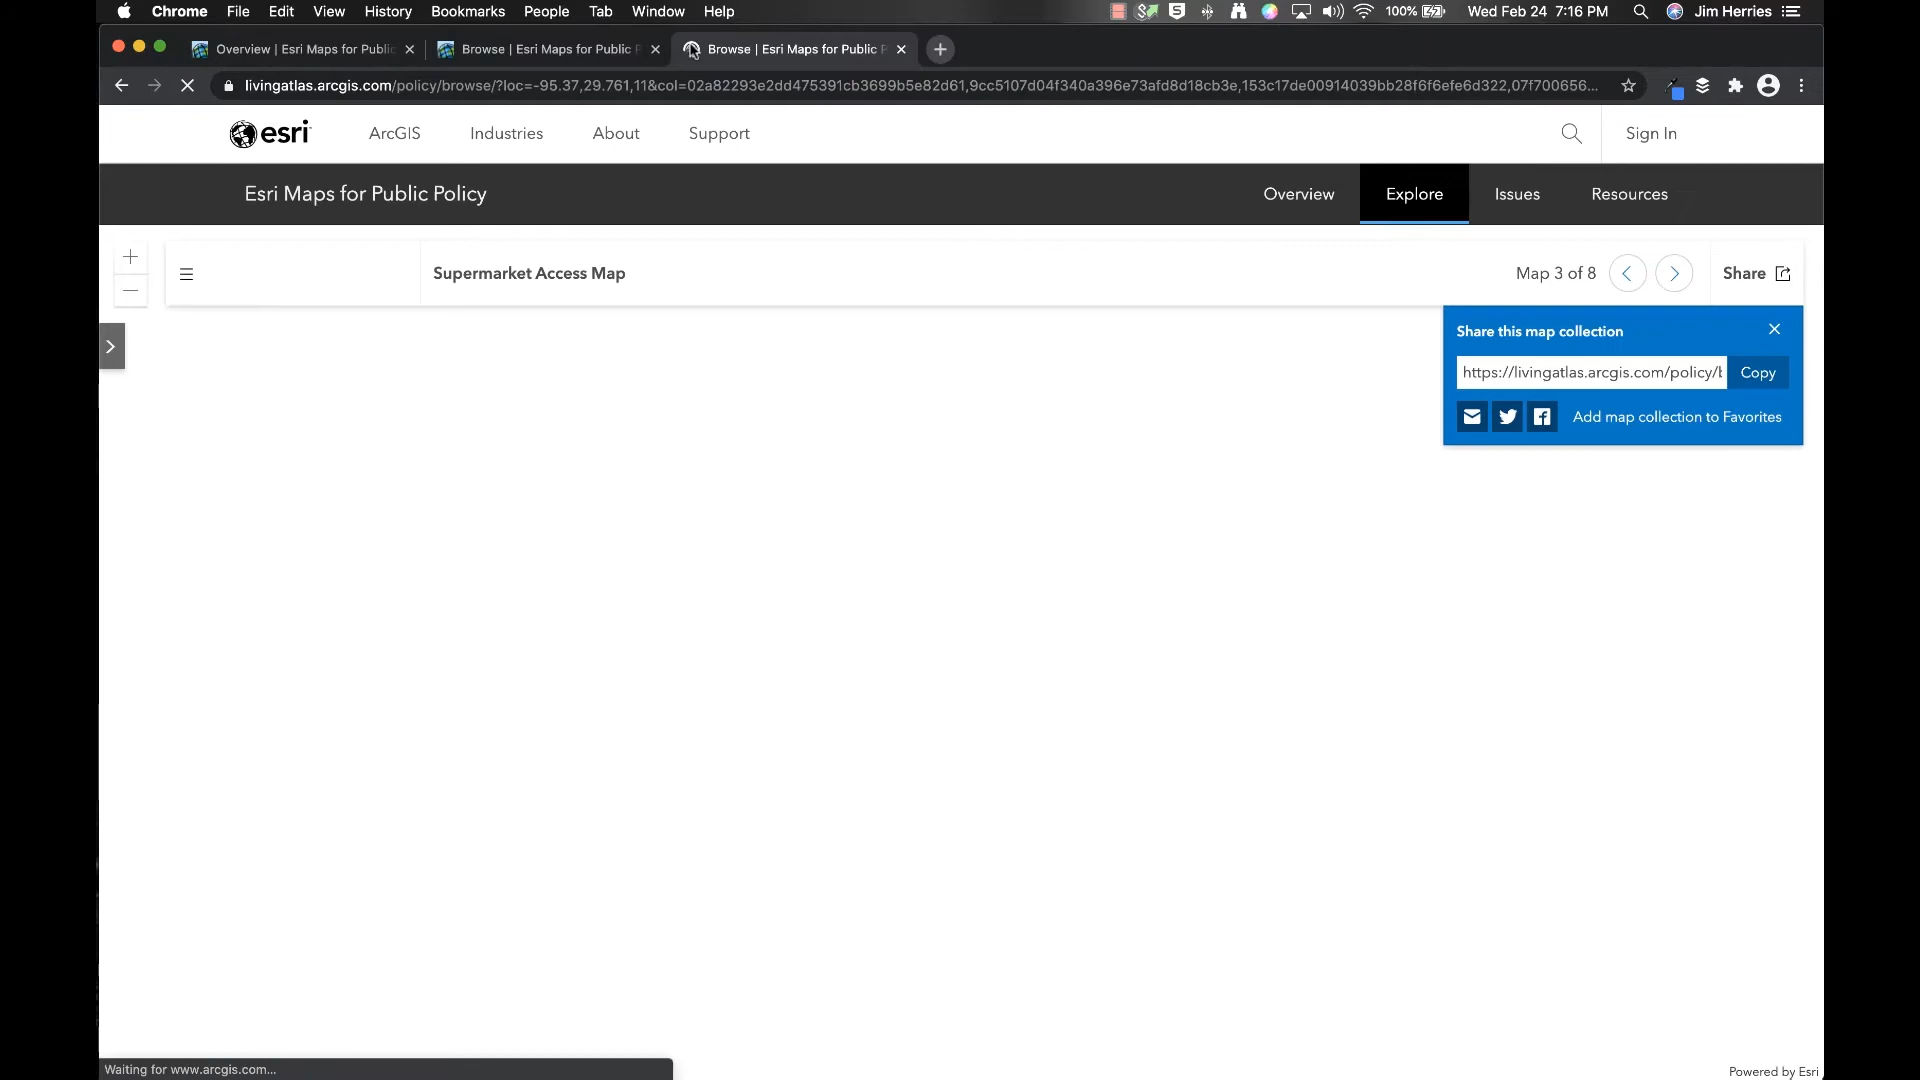 Chrome File Edit View History Bookmarks People Tab Window Help 100% Wed Feb 24 7:16 PM Jim Herries
Overview | Esri Maps for Public Browse | Esri Maps for Public P Browse | Esri Maps for Public P
livingatlas.arcgis.com/policy/browse/?loc=-95.37,29.761,11&col=02a82293e2dd475391cb3699b5e82d61,9cc5107d04f340a396e73afd8d18cb3e,153c17de00914039bb28f6f6efe6d322,07f700656...
esri ArcGIS Industries About Support Sign In
Esri Maps for Public Policy Overview Explore Issues Resources
Supermarket Access Map Map 3 of 8 Share
Share this map collection
https://livingatlas.arcgis.com/policy/b Copy
Add map collection to Favorites
Waiting for www.arcgis.com...
Powered by Esri